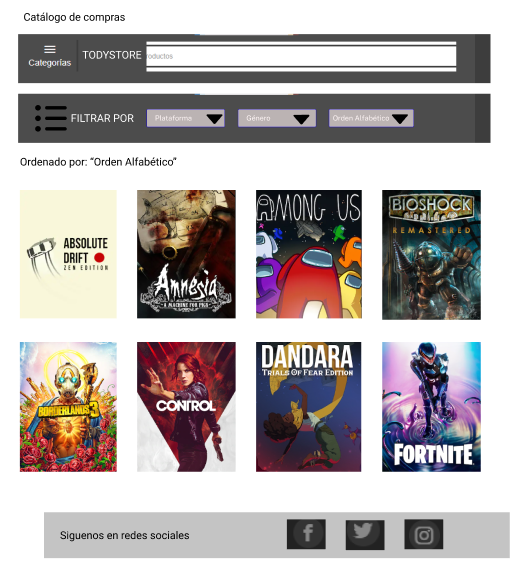 Catálogo de compras
Categorías
TODYSTORE
roductos
FILTRAR POR
Plataforma
Género
Orden Alfabético
Ordenado por: “Orden Alfabético”
ABSOLUTE
DRIFT
ZEN EDITION
Amnesia
A MACHINE FOR PIGS
AMONG US
BIOSHOCK
REMASTERED
BORDERLANDS 3
CONTROL
DANDARA
TRIALS OF FEAR EDITION
FORTNITE
Siguenos en redes sociales